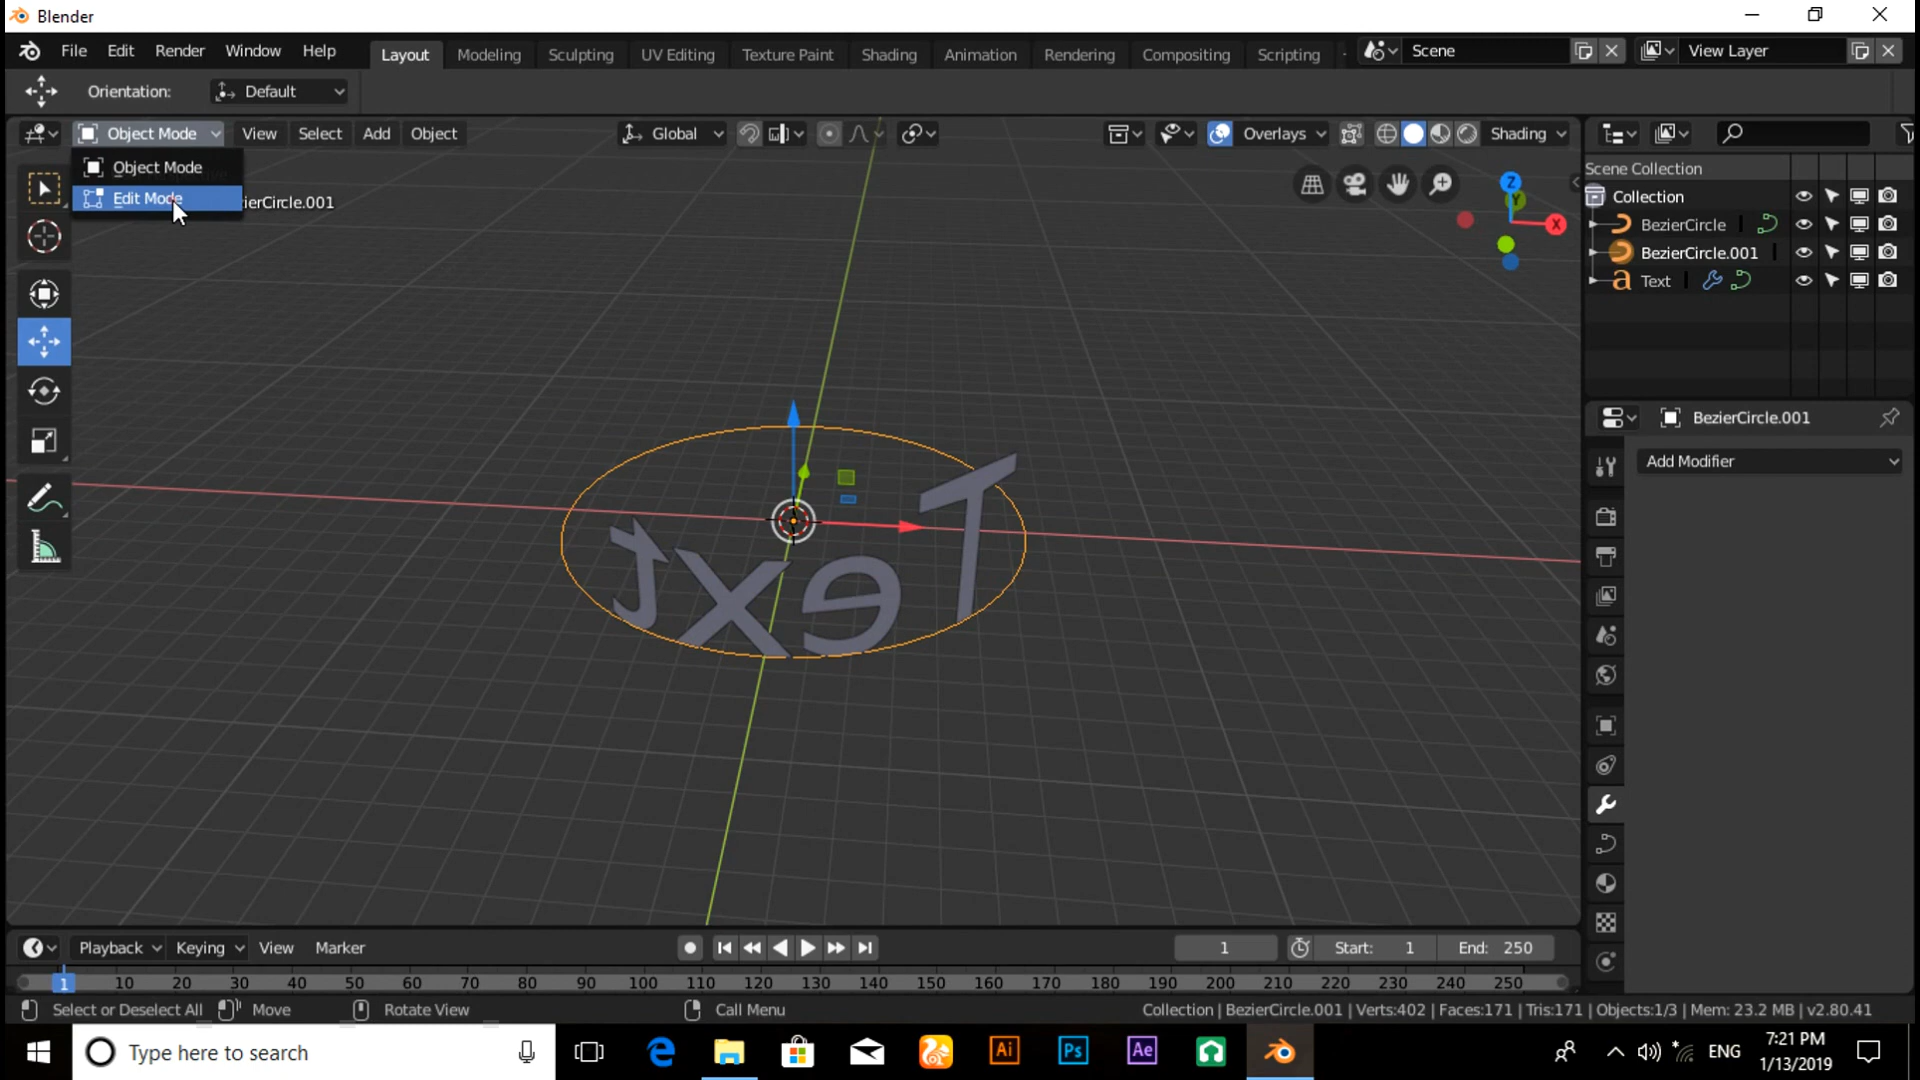 Blender
File Edit Render Window Help
Layout Modeling Sculpting UV Editing Texture Paint Shading Animation Rendering Compositing Scripting
Scene
View Layer
Orientation: Default
Object Mode View Select Add Object
Global
Overlays
Shading
Object Mode
Edit Mode
ierCircle.001
Z
Y
X
Text
Scene Collection
Collection
BezierCircle
BezierCircle.001
Text
BezierCircle.001
Add Modifier
Playback Keying View Marker
1
Start: 1
End: 250
1 10 20 30 40 50 60 70 80 90 100 110 120 130 140 150 160 170 180 190 200 210 220 230 240 250
Select or Deselect All Move Rotate View Call Menu
Collection | BezierCircle.001 | Verts:402 | Faces:171 | Tris:171 | Objects:1/3 | Mem: 23.2 MB | v2.80.41
Type here to search
Ai
Ps
Ae
ENG
7:21 PM
1/13/2019